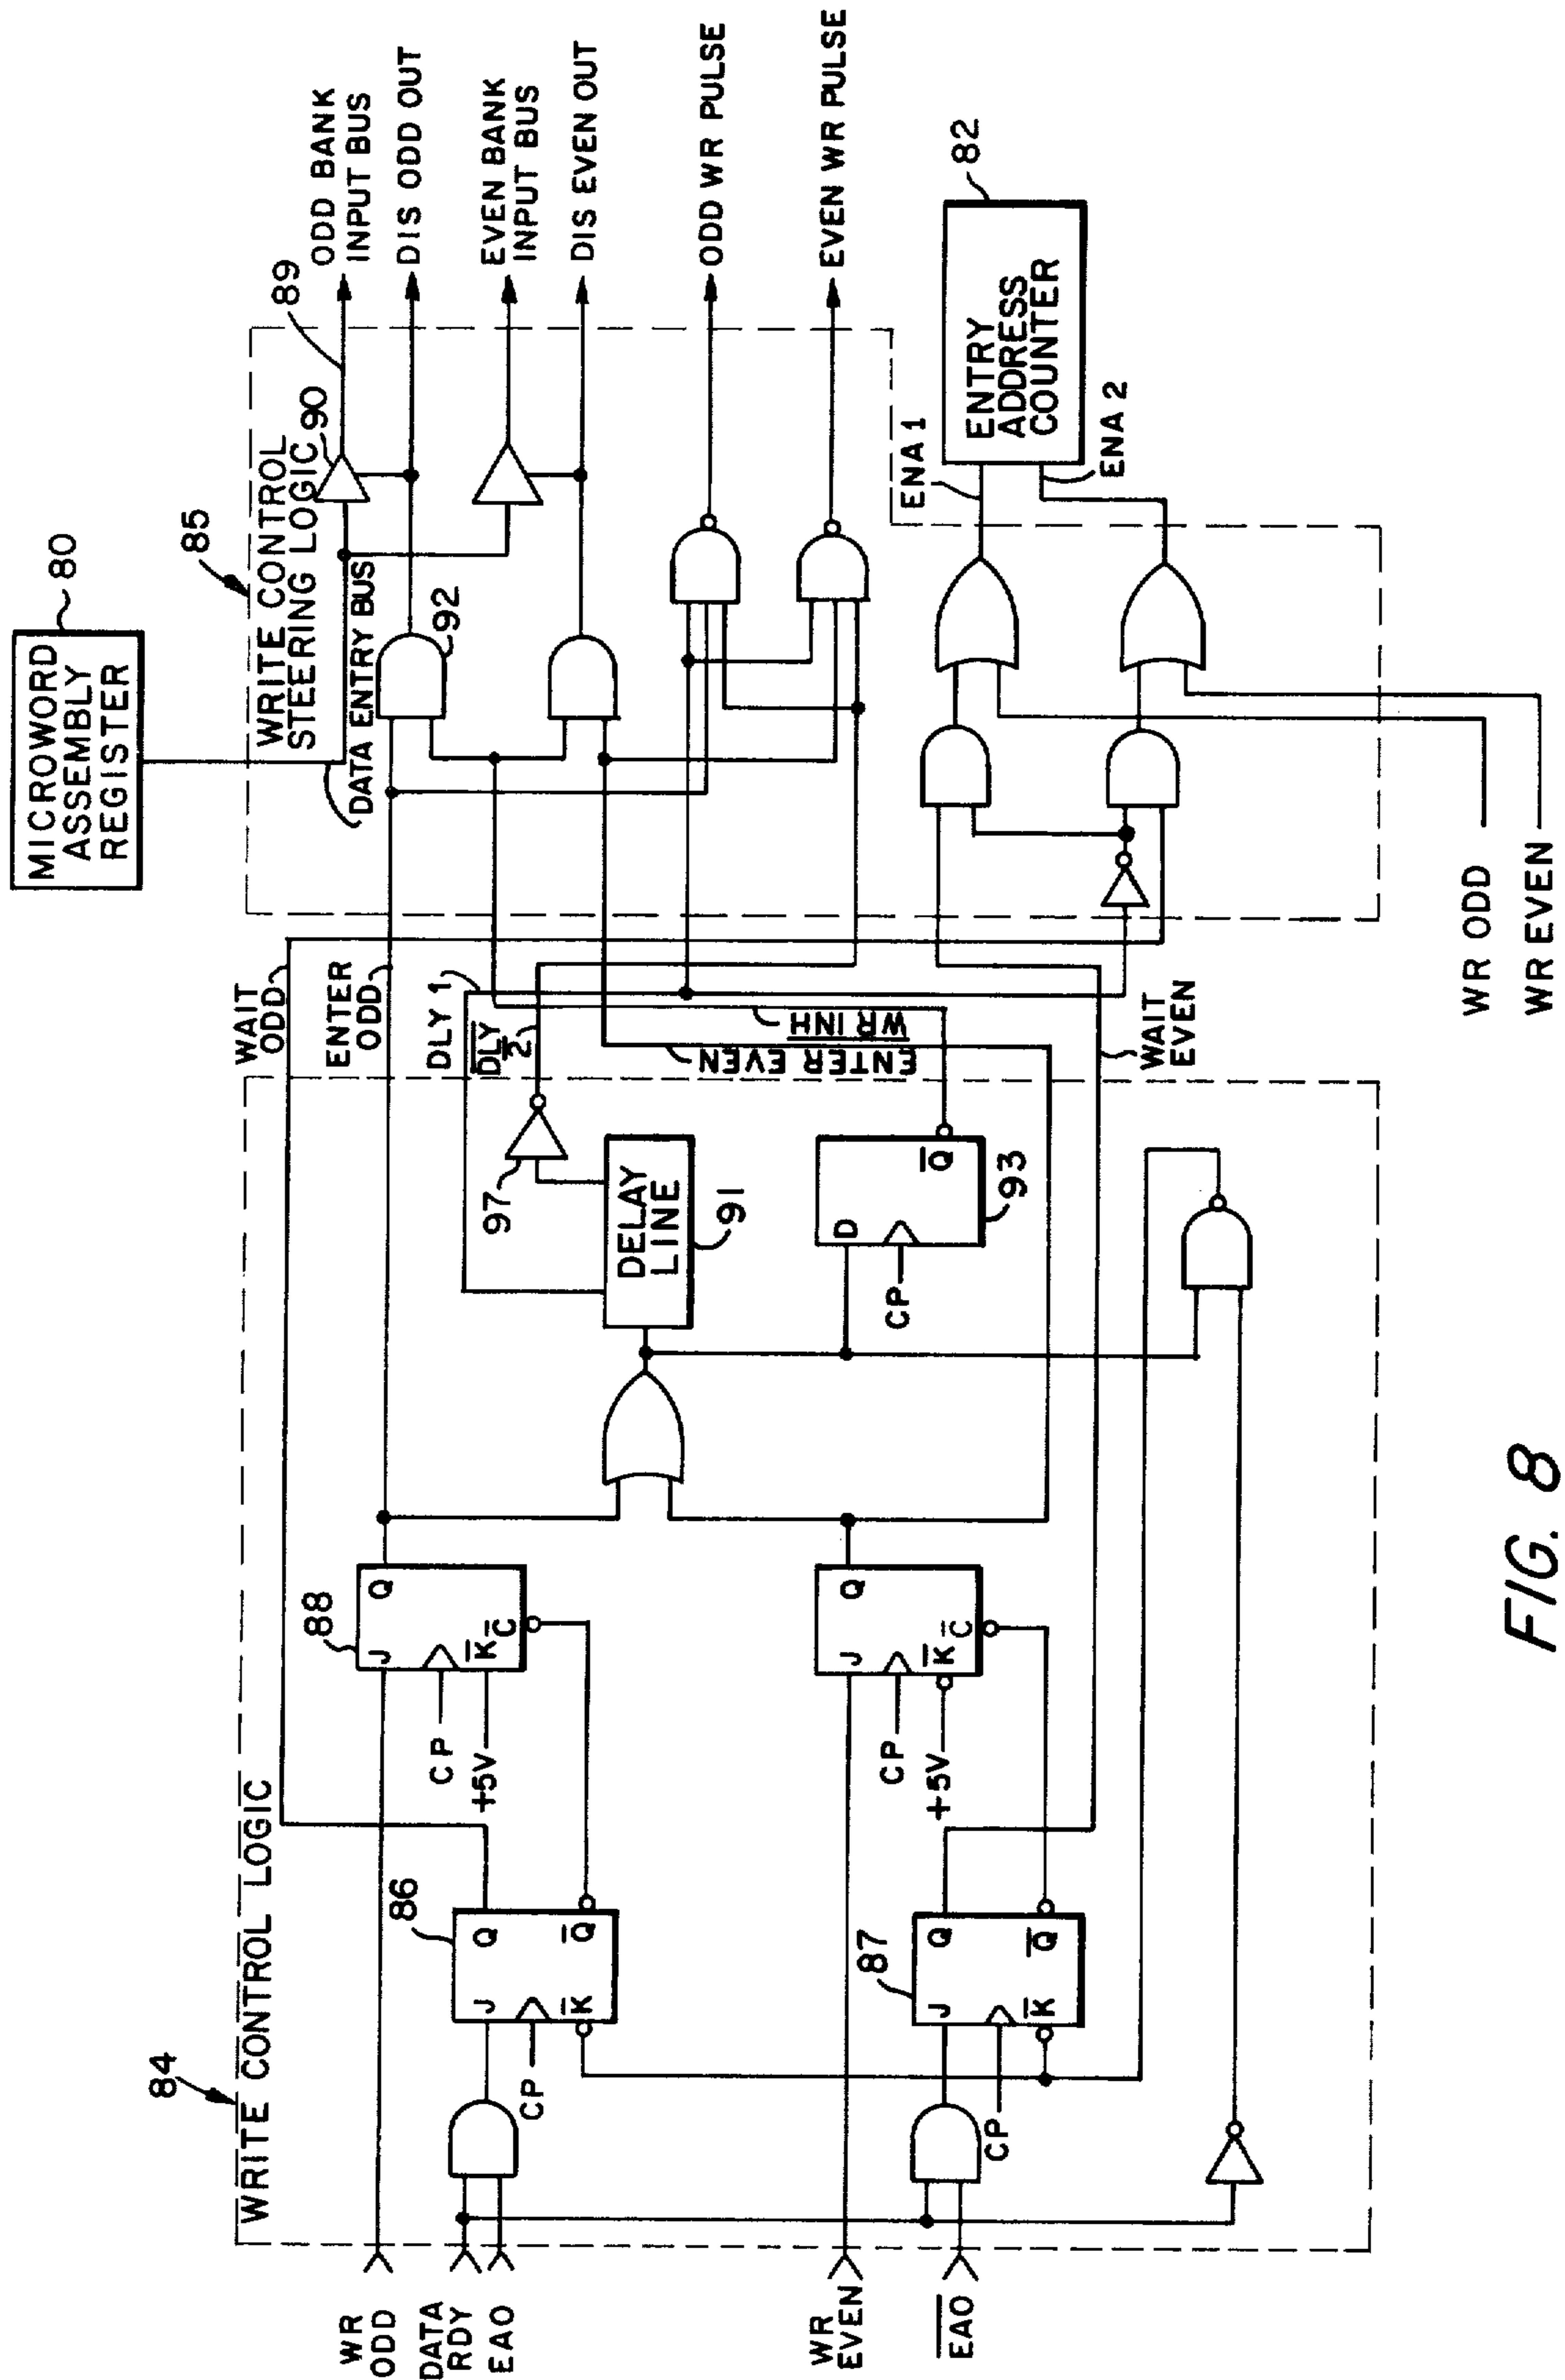 80
MICROWORD
ASSEMBLY
REGISTER
85
WRITE CONTROL
STEERING LOGIC
DATA ENTRY BUS
90
89
ODD BANK
INPUT BUS
DIS ODD OUT
EVEN BANK
INPUT BUS
DIS EVEN OUT
92
ODD WR PULSE
EVEN WR PULSE
82
ENTRY
ADDRESS
COUNTER
ENA 1
ENA 2
WR ODD
WR EVEN
WAIT
ODD
ENTER
ODD
DLY 1
DLY
2
WR INH
ENTER EVEN
WAIT
EVEN
84
WRITE CONTROL LOGIC
97
DELAY
LINE
91
D
Q
CP
93
88
J
Q
CP
K
C
+5V
86
J
Q
CP
K
Q
J
Q
CP
K
C
+5V
87
J
Q
CP
K
Q
WR
ODD
DATA
RDY
EAO
WR
EVEN
EAO
FIG. 8